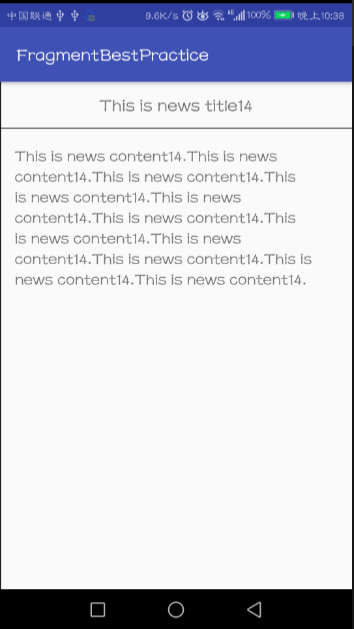 中国联通 9.6K/s 4G 100% 晚上10:38
FragmentBestPractice
This is news title14
This is news content14.This is news
content14.This is news content14.This
is news content14.This is news
content14.This is news content14.This
is news content14.This is news
content14.This is news content14.This is
news content14.This is news content14.